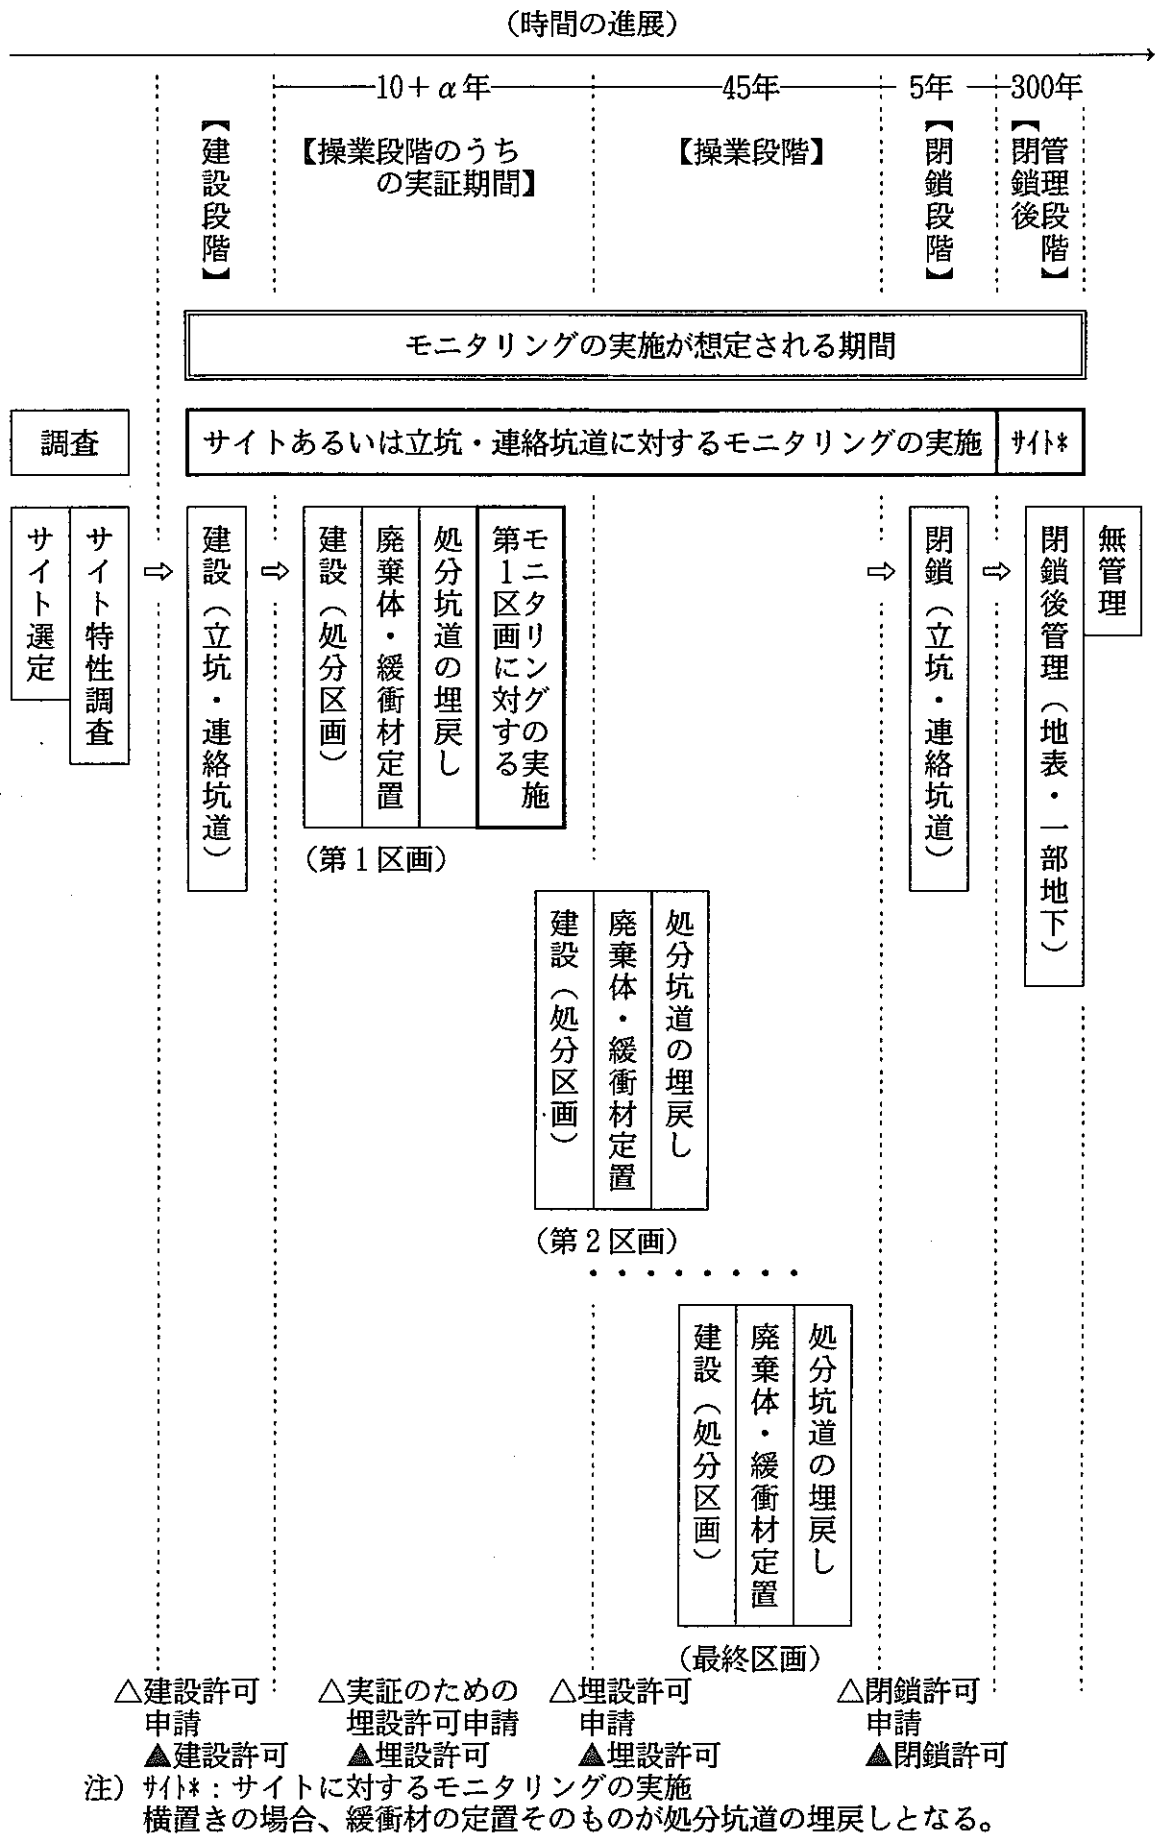 (時間の進展)
10+α年
45年
5年
300年
【建設段階】
【操業段階のうち
の実証期間】
【操業段階】
【閉鎖段階】
【閉鎖後
管理段階】
モニタリングの実施が想定される期間
調査
サイトあるいは立坑・連絡坑道に対するモニタリングの実施
サイト*
サイト選定
サイト特性調査
⇨
建設(立坑・連絡坑道)
⇨
建設(処分区画)
廃棄体・緩衝材定置
処分坑道の埋戻し
第1区画に対する
モニタリングの実施
(第1区画)
⇨
閉鎖(立坑・連絡坑道)
⇨
閉鎖後管理(地表・一部地下)
無管理
建設(処分区画)
廃棄体・緩衝材定置
処分坑道の埋戻し
(第2区画)
・・・・・・・・
建設(処分区画)
廃棄体・緩衝材定置
処分坑道の埋戻し
(最終区画)
△建設許可
申請
▲建設許可
△実証のための
埋設許可申請
▲埋設許可
△埋設許可
申請
▲埋設許可
△閉鎖許可
申請
▲閉鎖許可
注) サイト*:サイトに対するモニタリングの実施
横置きの場合、緩衝材の定置そのものが処分坑道の埋戻しとなる。